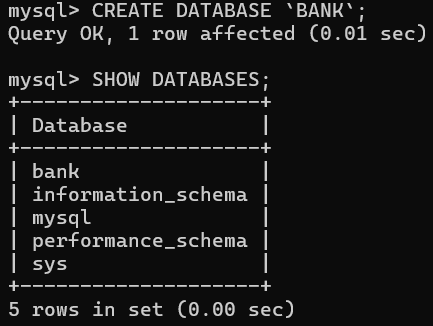 mysql> CREATE DATABASE `BANK`;
Query OK, 1 row affected (0.01 sec)
mysql> SHOW DATABASES;
+--------------------+
| Database           |
+--------------------+
| bank               |
| information_schema |
| mysql              |
| performance_schema |
| sys                |
+--------------------+
5 rows in set (0.00 sec)